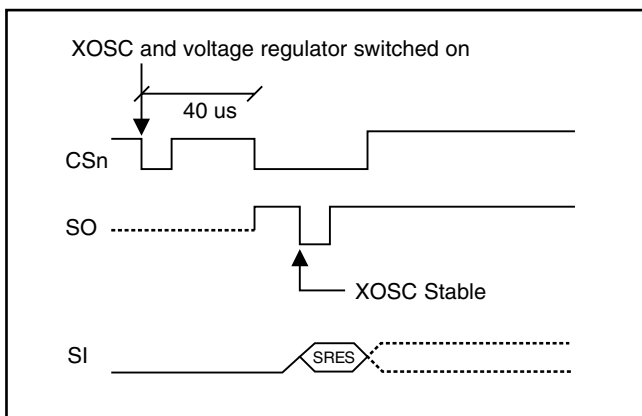 XOSC and voltage regulator switched on
40 us
CSn
SO
XOSC Stable
SI
SRES